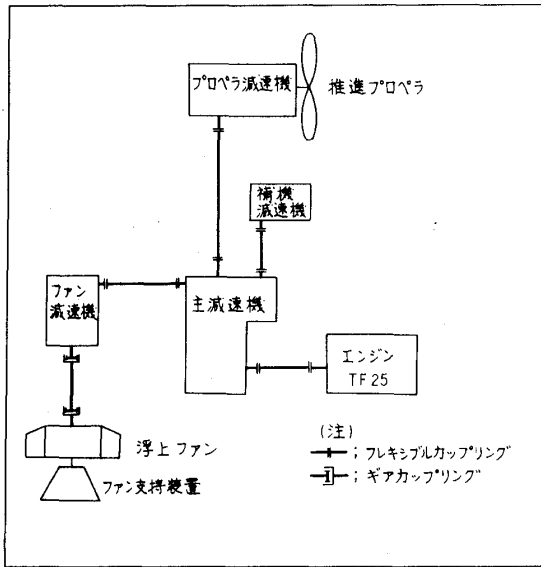 プロペラ減速機
推進プロペラ
補機
減速機
ファン
減速機
主減速機
エンジン
TF25
浮上ファン
ファン支持装置
(注)
; フレキシブルカップリング
; ギアカップリング